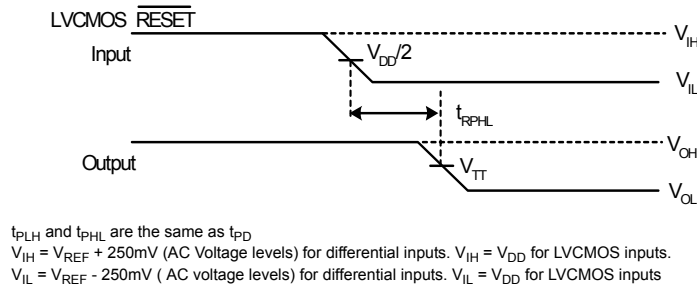 LVCMOS RESET
Input
V_DD/2
V_IH
V_IL
t_RPHL
Output
V_TT
V_OH
V_OL
t_PLH and t_PHL are the same as t_PD
V_IH = V_REF + 250mV (AC Voltage levels) for differential inputs. V_IH = V_DD for LVCMOS inputs.
V_IL = V_REF - 250mV ( AC voltage levels) for differential inputs. V_IL = V_DD for LVCMOS inputs